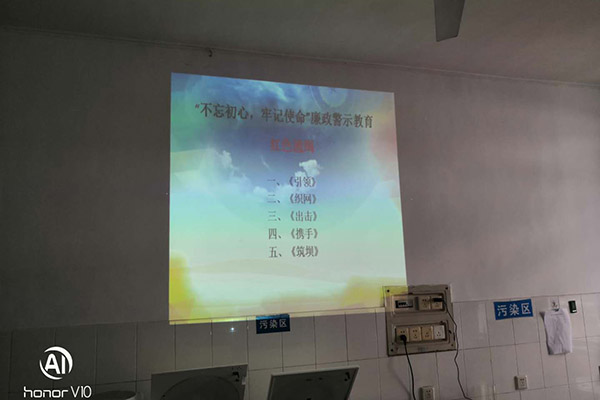 “不忘初心，牢记使命”廉政警示教育
一、《引领》
二、《织网》
三、《出击》
四、《携手》
五、《筑坝》
污染区
污染区
AI
honor V10